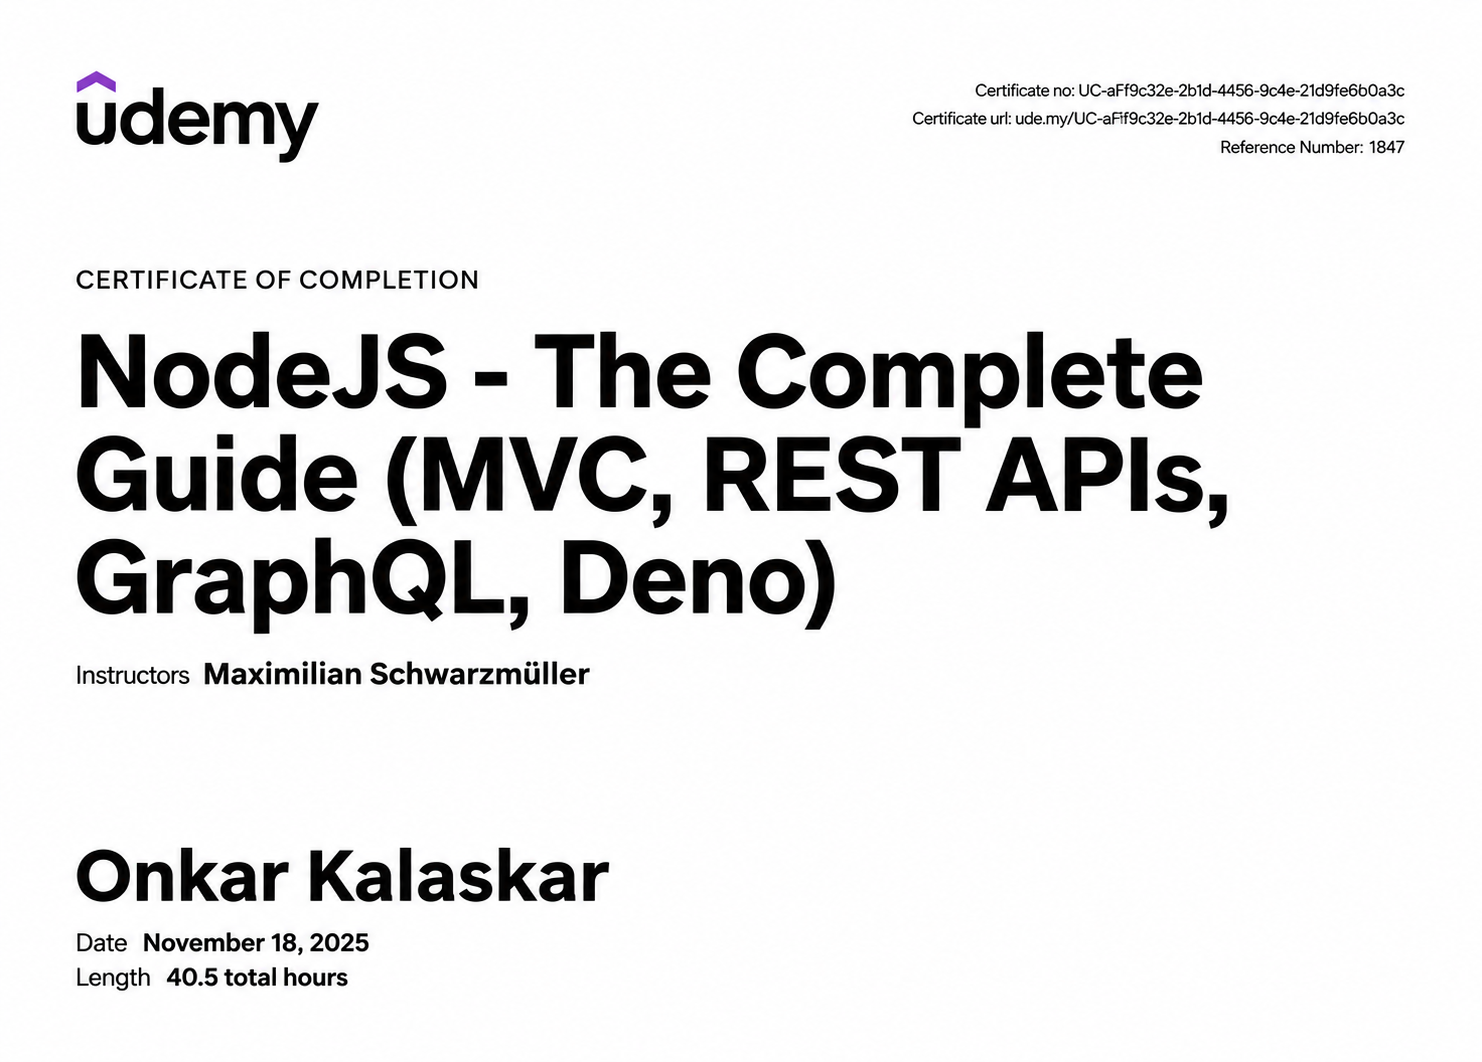 udemy
Certificate no: UC-aFf9c32e-2b1d-4456-9c4e-21d9fe6b0a3c
Certificate url: ude.my/UC-aFff9c32e-2b1d-4456-9c4e-21d9fe6b0a3c
Reference Number: 1847
CERTIFICATE OF COMPLETION
NodeJS - The Complete
Guide (MVC, REST APIs,
GraphQL, Deno)
Instructors Maximilian Schwarzmüller
Onkar Kalaskar
Date November 18, 2025
Length 40.5 total hours